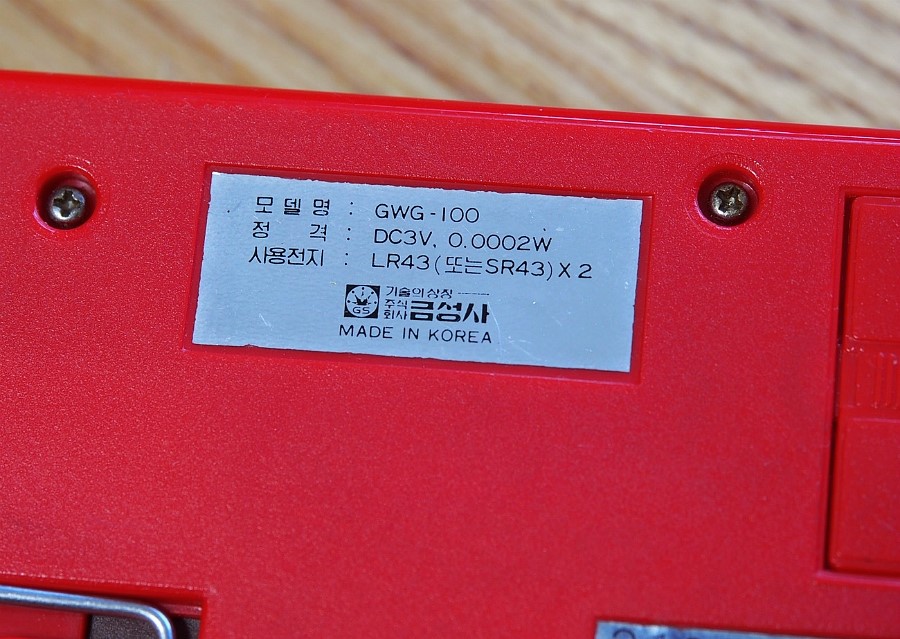 모델명 : GWG-100
정 격 : DC3V, 0.0002W
사용전지 : LR43(또는SR43)X2
GS 기술의상징
주식회사 금성사
MADE IN KOREA